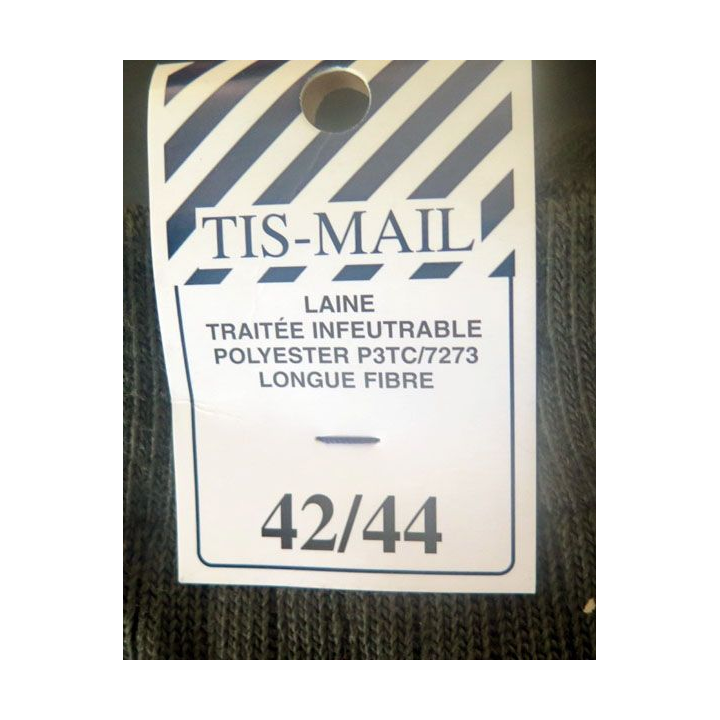 TIS-MAIL
LAINE
TRAITÉE INFEUTRABLE
POLYESTER P3TC/7273
LONGUE FIBRE
42/44